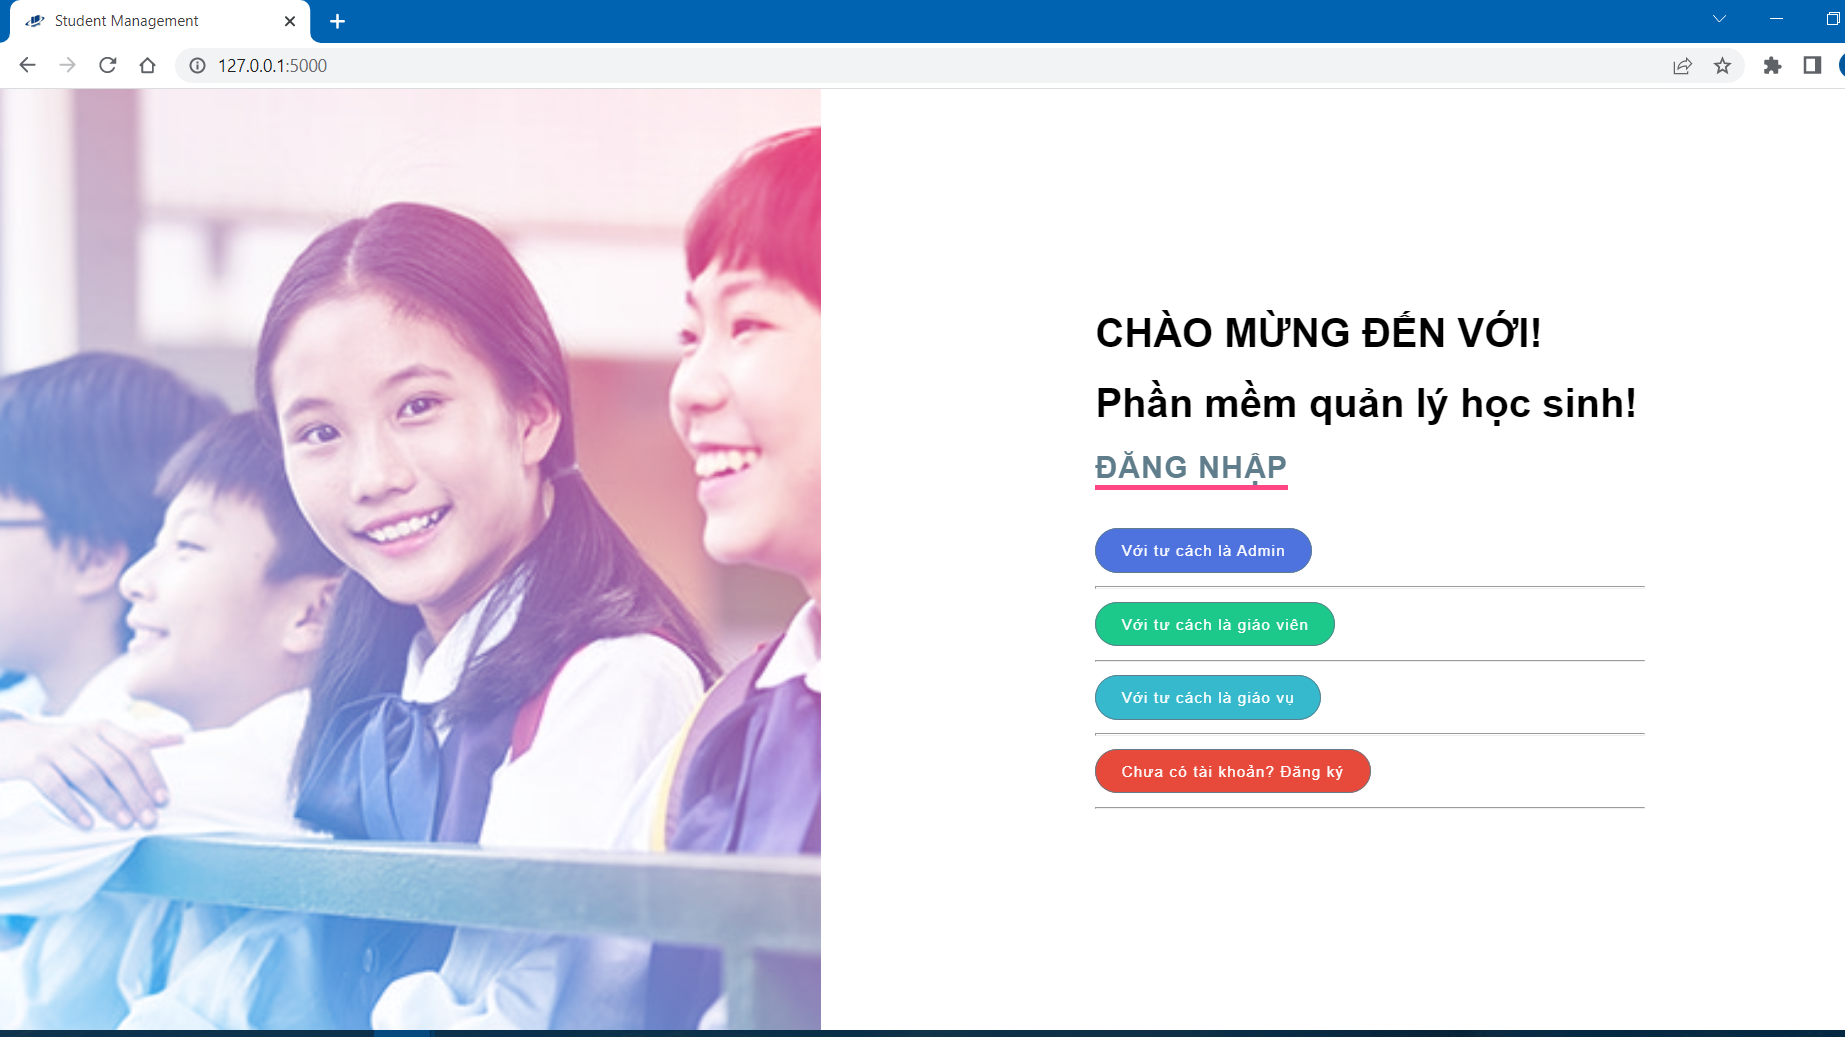 Student Management
127.0.0.1:5000
CHÀO MỪNG ĐẾN VỚI!
Phần mềm quản lý học sinh!
ĐĂNG NHẬP
Với tư cách là Admin
Với tư cách là giáo viên
Với tư cách là giáo vụ
Chưa có tài khoản? Đăng ký